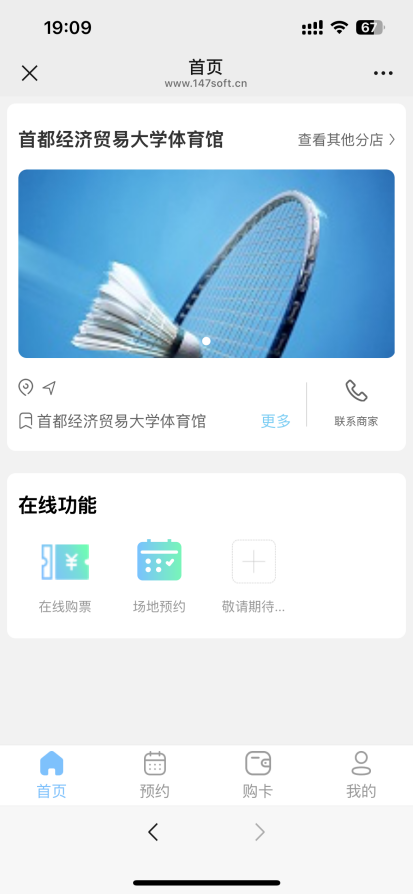 19:09
67
首页
www.147soft.cn
首都经济贸易大学体育馆
查看其他分店
首都经济贸易大学体育馆
更多
联系商家
在线功能
¥
在线购票
场地预约
敬请期待...
首页
预约
购卡
我的